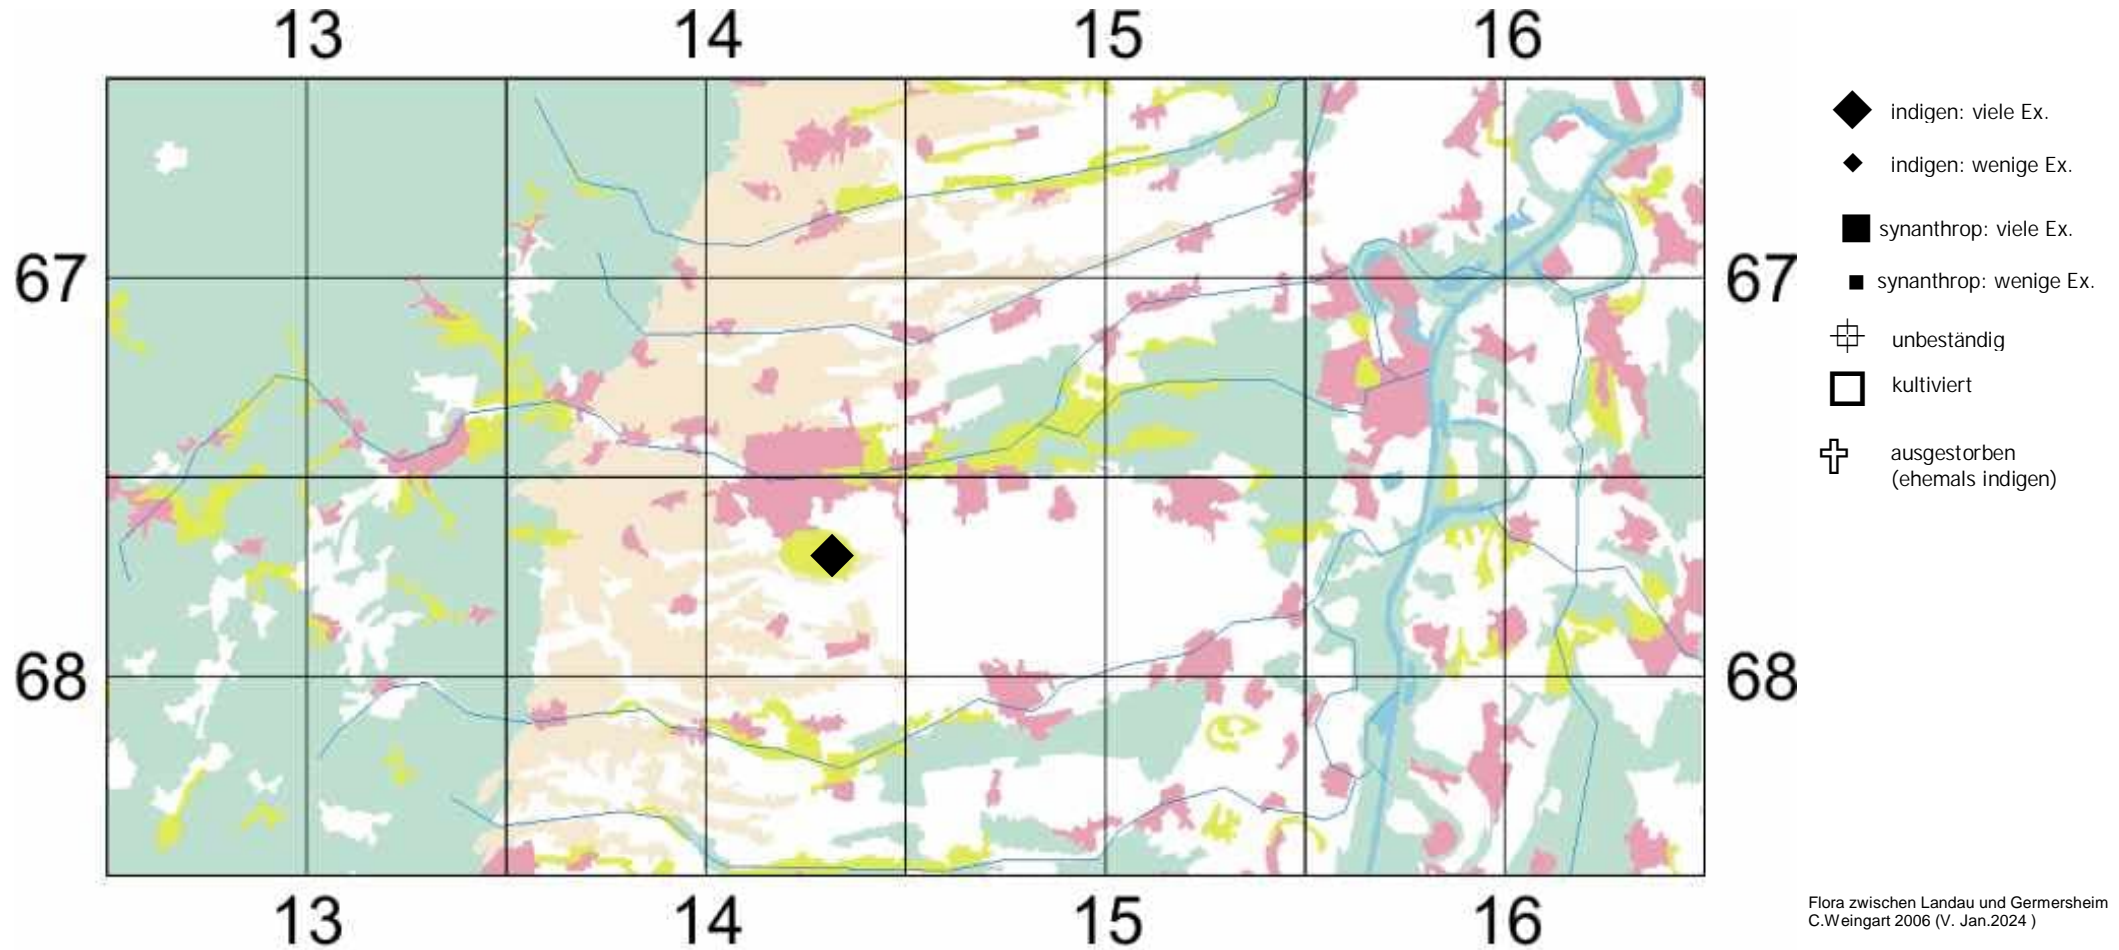 13 14 15 16
67 67
68 68
13 14 15 16
indigen: viele Ex.
indigen: wenige Ex.
synanthrop: viele Ex.
synanthrop: wenige Ex.
unbeständig
kultiviert
ausgestorben
(ehemals indigen)
Flora zwischen Landau und Germersheim
C.Weingart 2006 (V. Jan.2024 )